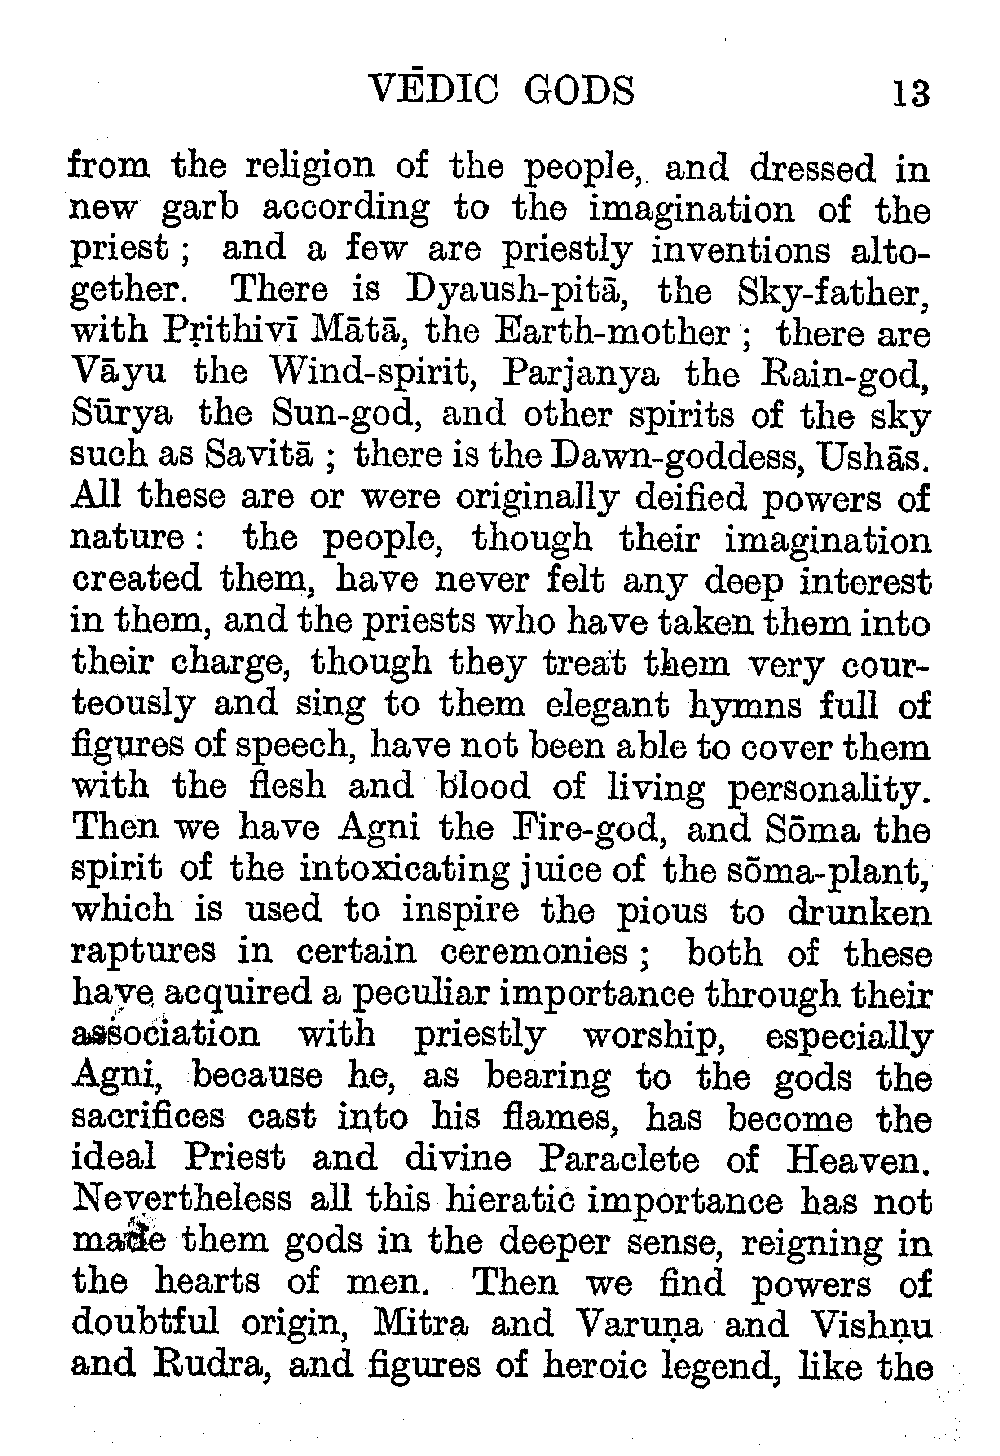 VĒDIC GODS 13
from the religion of the people, and dressed in
new garb according to the imagination of the
priest ; and a few are priestly inventions alto-
gether. There is Dyaush-pitā, the Sky-father,
with Pṛithivī Mātā, the Earth-mother ; there are
Vāyu the Wind-spirit, Parjanya the Rain-god,
Sūrya the Sun-god, and other spirits of the sky
such as Savitā ; there is the Dawn-goddess, Ushās.
All these are or were originally deified powers of
nature : the people, though their imagination
created them, have never felt any deep interest
in them, and the priests who have taken them into
their charge, though they treat them very cour-
teously and sing to them elegant hymns full of
figures of speech, have not been able to cover them
with the flesh and blood of living personality.
Then we have Agni the Fire-god, and Sōma the
spirit of the intoxicating juice of the sōma-plant,
which is used to inspire the pious to drunken
raptures in certain ceremonies ; both of these
have acquired a peculiar importance through their
association with priestly worship, especially
Agni, because he, as bearing to the gods the
sacrifices cast into his flames, has become the
ideal Priest and divine Paraclete of Heaven.
Nevertheless all this hieratic importance has not
made them gods in the deeper sense, reigning in
the hearts of men. Then we find powers of
doubtful origin, Mitra and Varuṇa and Vishṇu
and Rudra, and figures of heroic legend, like the